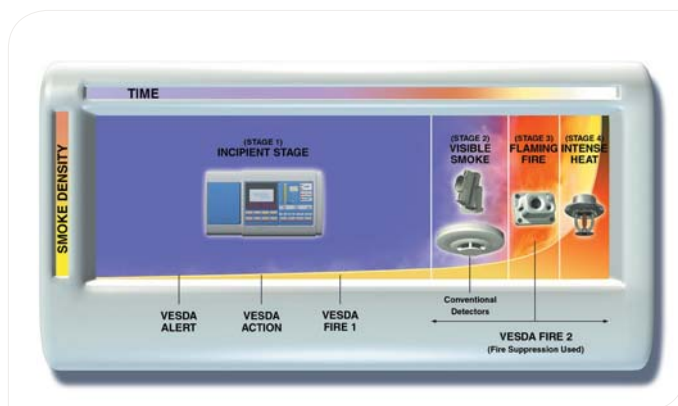 TIME
SMOKE DENSITY
(STAGE 1)
INCIPIENT STAGE
(STAGE 2)
VISIBLE
SMOKE
(STAGE 3)
FLAMING
FIRE
(STAGE 4)
INTENSE
HEAT
VESDA
ALERT
VESDA
ACTION
VESDA
FIRE 1
Conventional
Detectors
VESDA FIRE 2
(Fire Suppression Used)